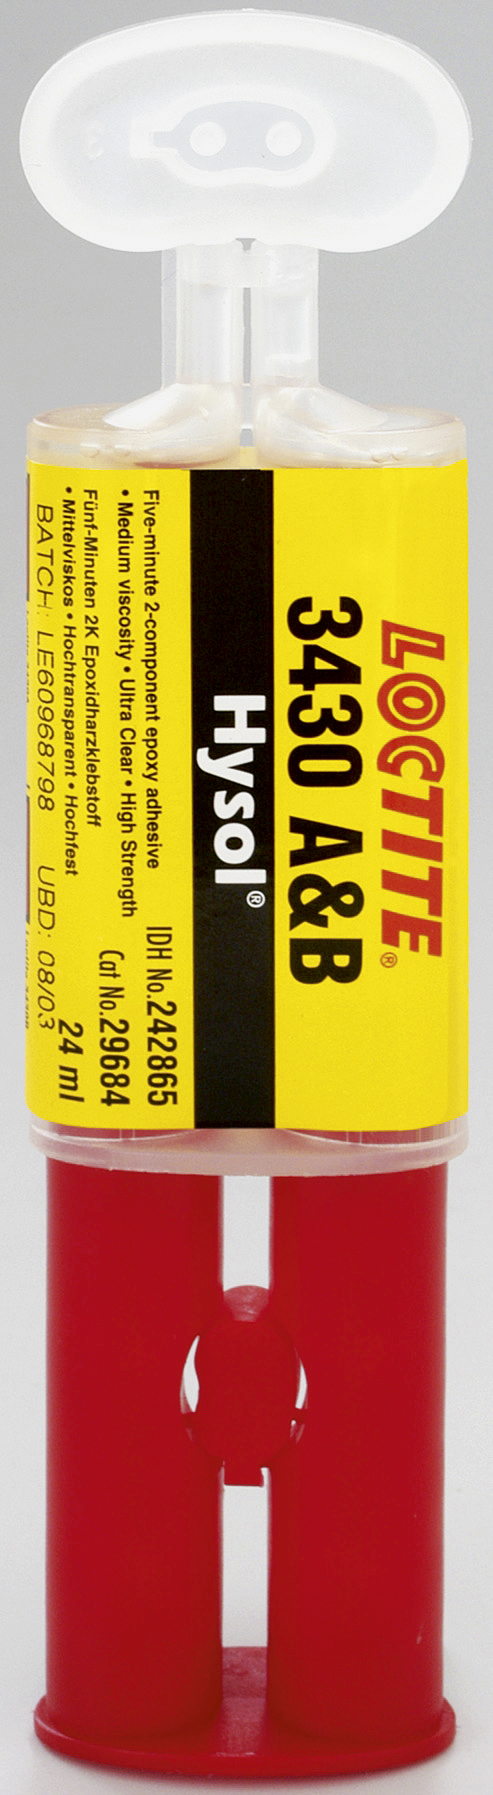 LOCTITE®
3430 A&B
Hysol®
Five-minute 2-component epoxy adhesive
• Medium viscosity • Ultra Clear • High Strength
Fünf-Minuten 2K Epoxidharzklebstoff
• Mittelviskos • Hochtransparent • Hochfest
IDH No.242865
Cat No.29684
24 ml
BATCH: LE60968798 UBD: 08/03